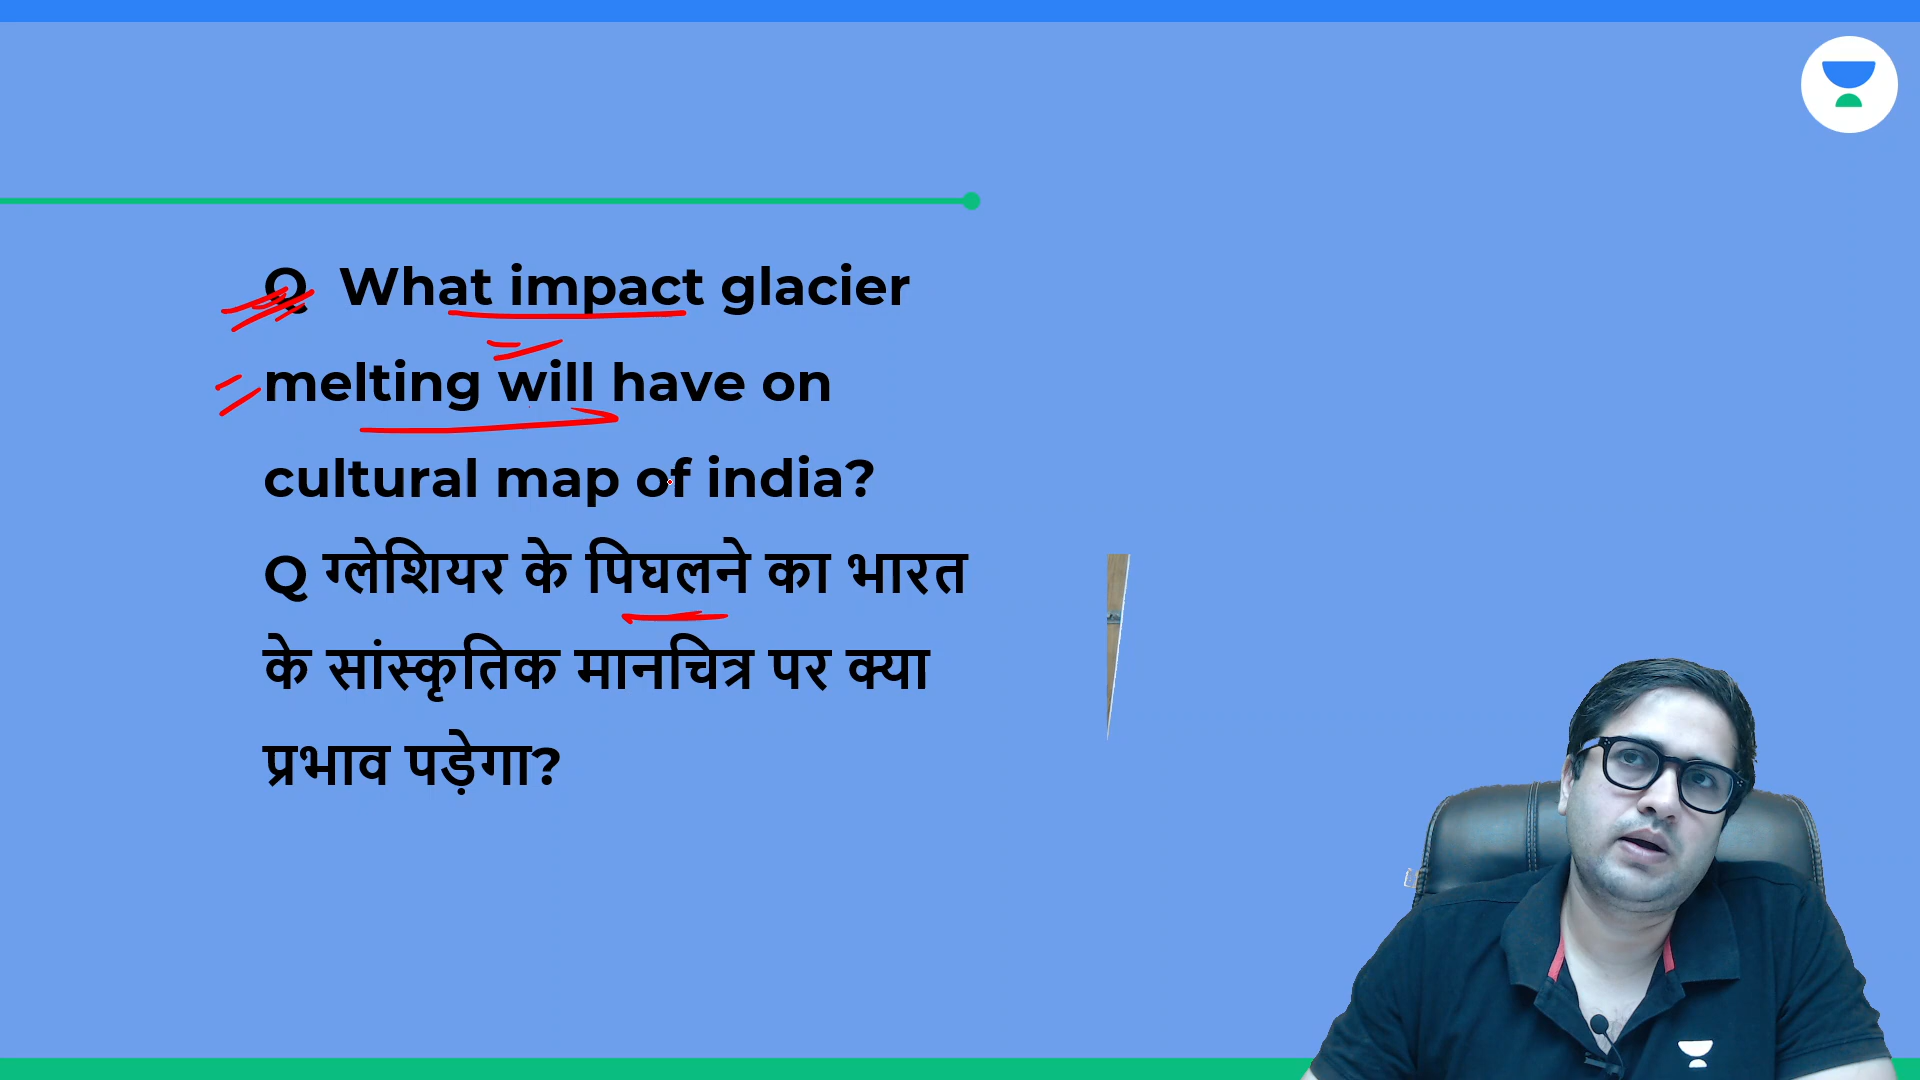 Q What impact glacier
melting will have on
cultural map of india?
Q ग्लेशियर के पिघलने का भारत
के सांस्कृतिक मानचित्र पर क्या
प्रभाव पड़ेगा?